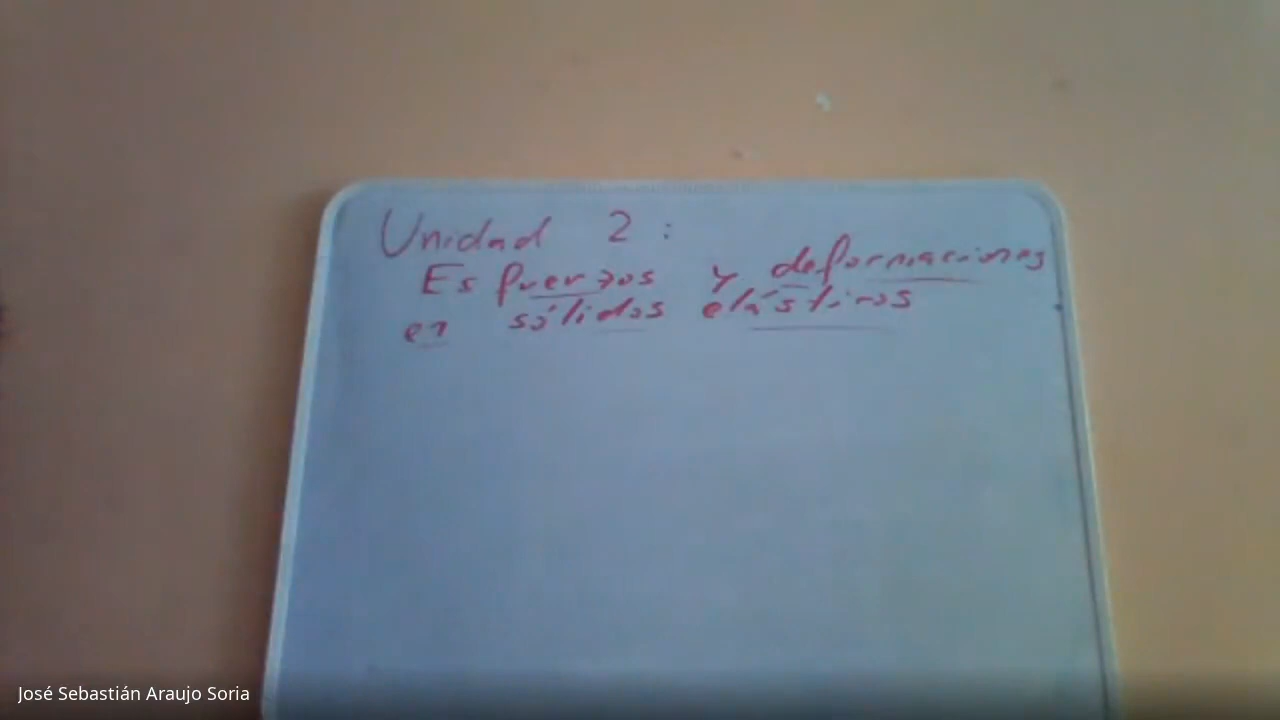 Unidad 2:
Esfuerzos y deformaciones
en sólidos elásticos
José Sebastián Araujo Soria